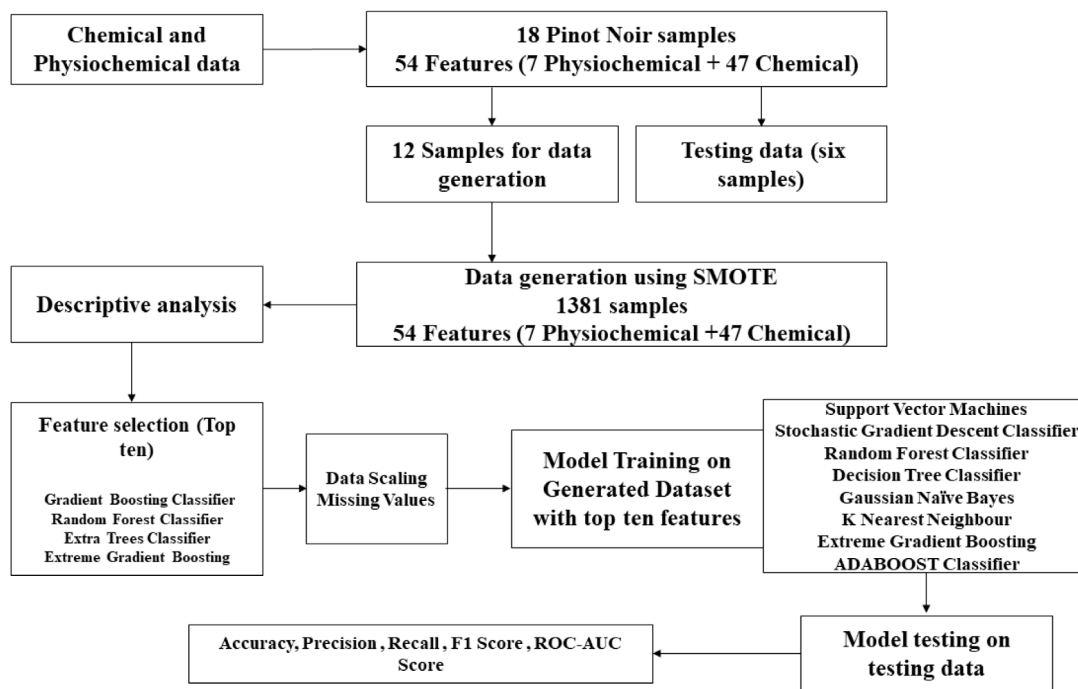 Chemical and
Physiochemical data
18 Pinot Noir samples
54 Features (7 Physiochemical + 47 Chemical)
12 Samples for data
generation
Testing data (six
samples)
Data generation using SMOTE
1381 samples
54 Features (7 Physiochemical +47 Chemical)
Descriptive analysis
Feature selection (Top
ten)
Gradient Boosting Classifier
Random Forest Classifier
Extra Trees Classifier
Extreme Gradient Boosting
Data Scaling
Missing Values
Model Training on
Generated Dataset
with top ten features
Support Vector Machines
Stochastic Gradient Descent Classifier
Random Forest Classifier
Decision Tree Classifier
Gaussian Naïve Bayes
K Nearest Neighbour
Extreme Gradient Boosting
ADABOOST Classifier
Model testing on
testing data
Accuracy, Precision , Recall , F1 Score , ROC-AUC
Score